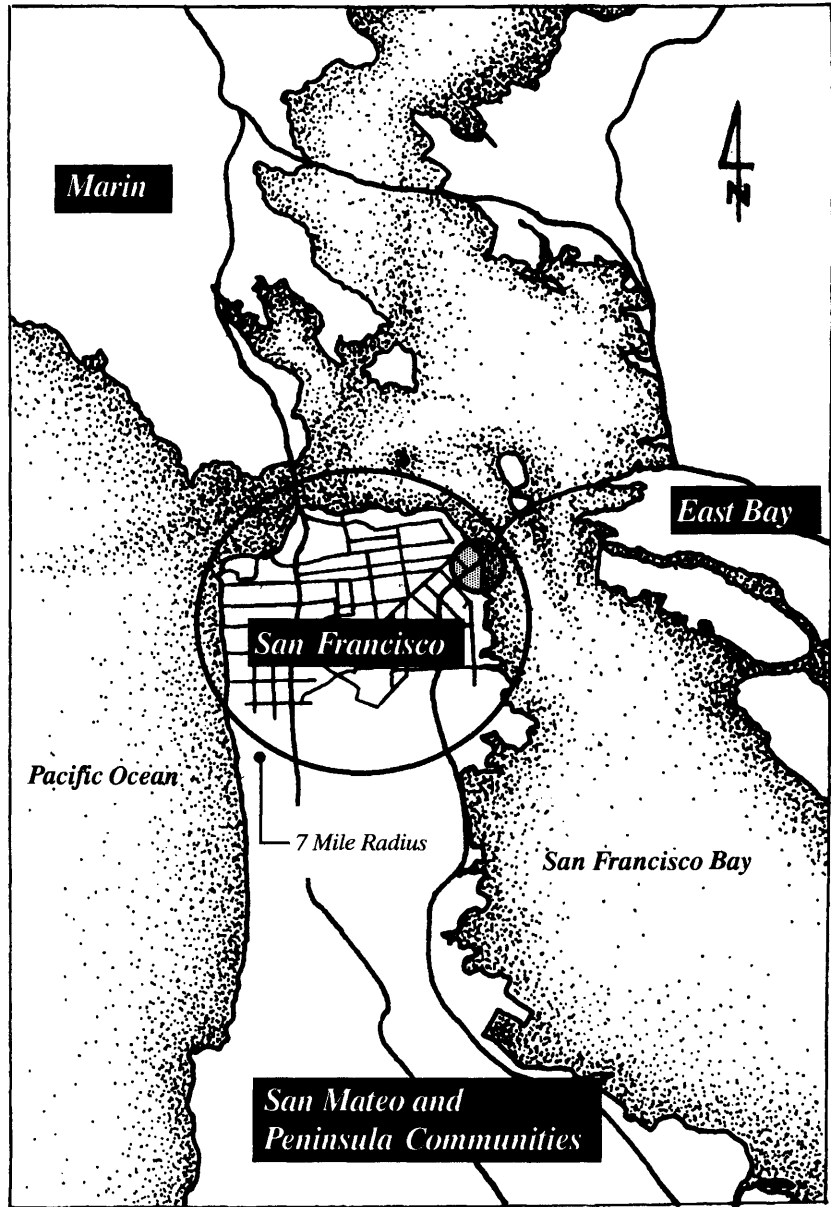 Marin
N
East Bay
San Francisco
Pacific Ocean
7 Mile Radius
San Francisco Bay
San Mateo and
Peninsula Communities